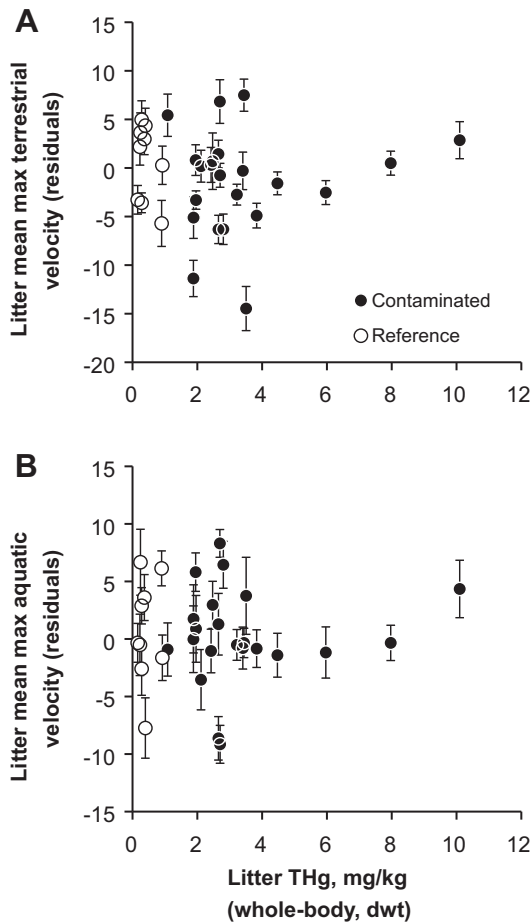 A
Litter mean max terrestrial
velocity (residuals)
15
10
5
0
-5
-10
-15
-20
Contaminated
Reference
0 2 4 6 8 10 12
B
Litter mean max aquatic
velocity (residuals)
15
10
5
0
-5
-10
-15
0 2 4 6 8 10 12
Litter THg, mg/kg
(whole-body, dwt)